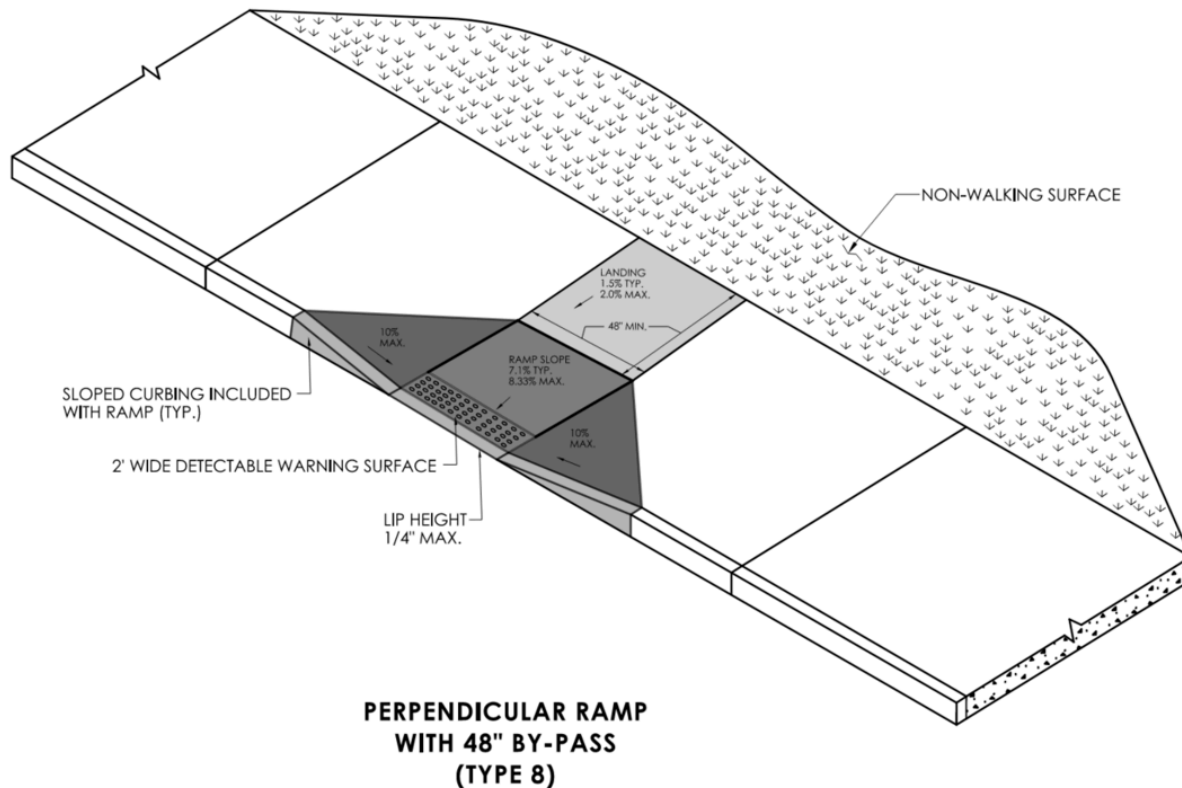 NON-WALKING SURFACE
LANDING
1.5% TYP.
2.0% MAX.
48" MIN.
10%
MAX.
RAMP SLOPE
7.1% TYP.
8.33% MAX.
SLOPED CURBING INCLUDED
WITH RAMP (TYP.)
10%
MAX.
2' WIDE DETECTABLE WARNING SURFACE
LIP HEIGHT
1/4" MAX.
PERPENDICULAR RAMP
WITH 48" BY-PASS
(TYPE 8)